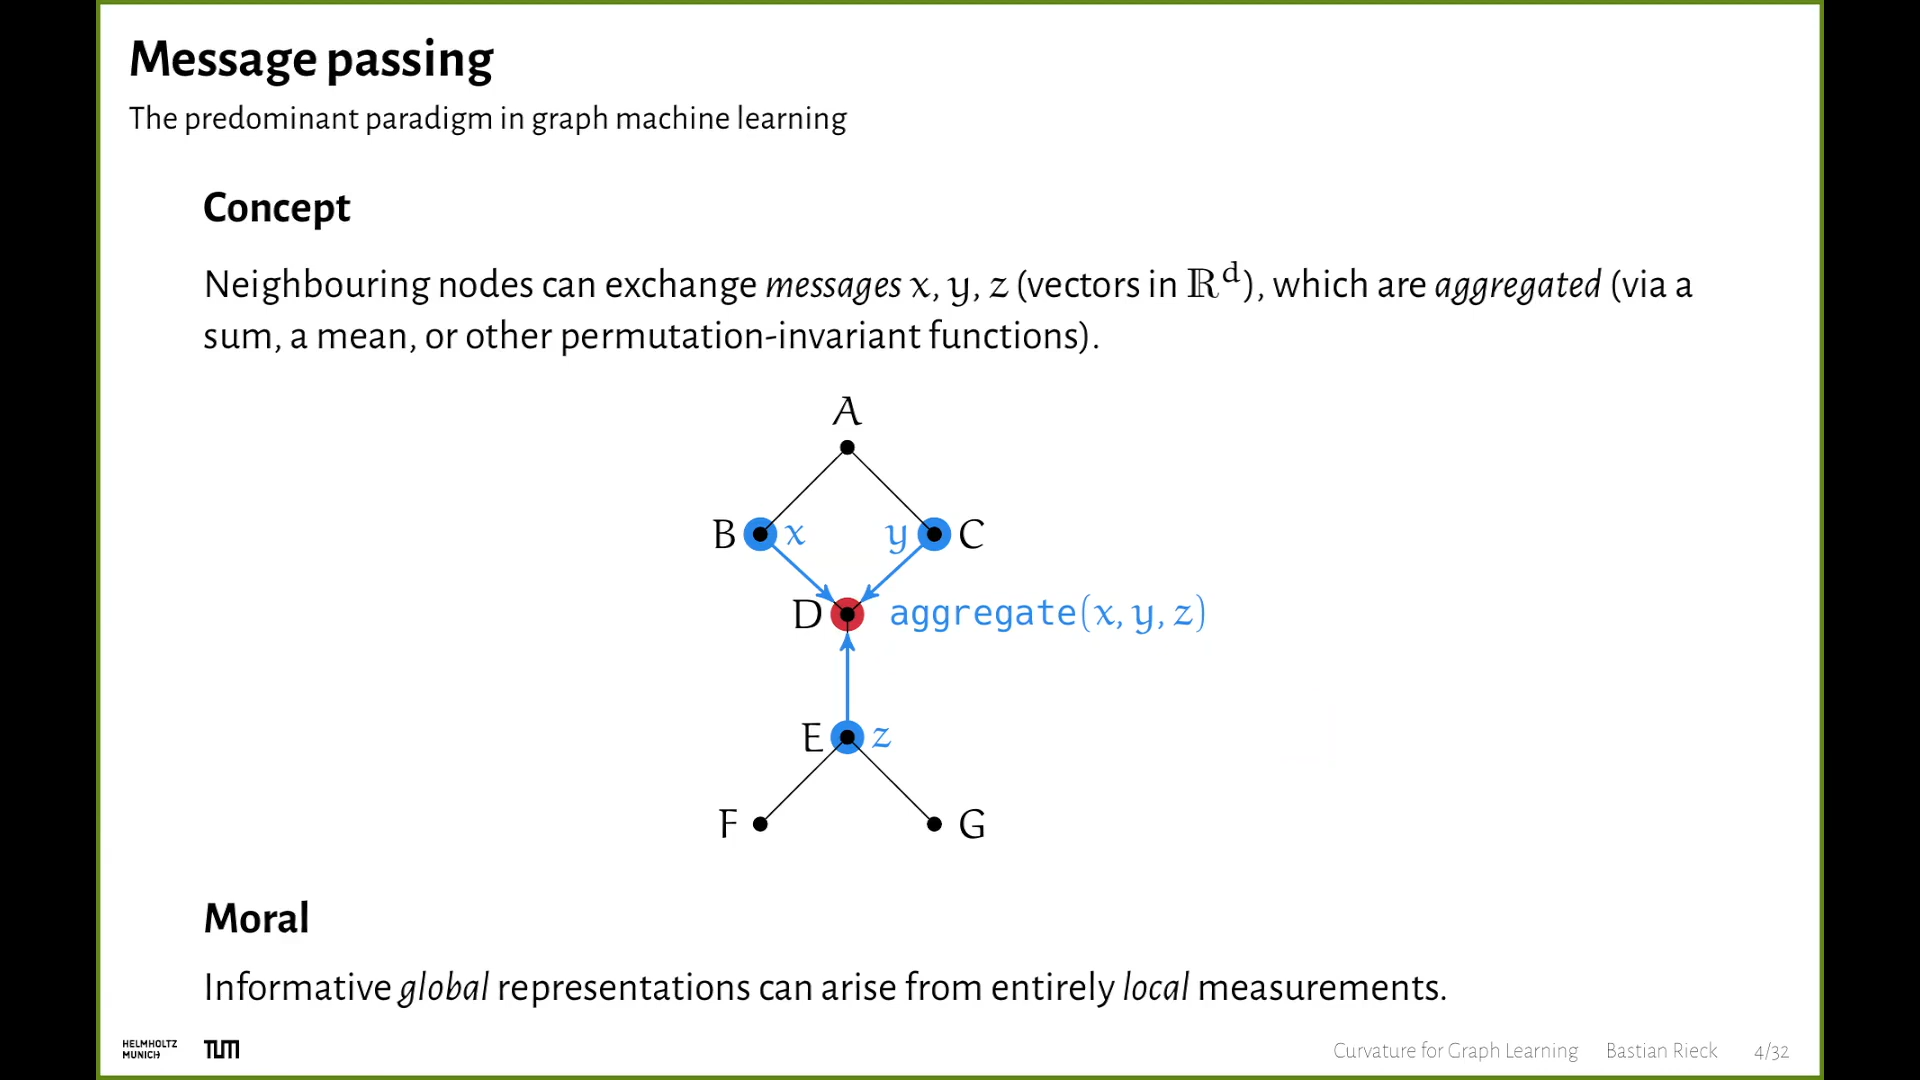 Message passing
The predominant paradigm in graph machine learning
Concept
Neighbouring nodes can exchange messages x, y, z (vectors in ℝᵈ), which are aggregated (via a
sum, a mean, or other permutation-invariant functions).
A
B x y C
D aggregate(x, y, z)
E z
F G
Moral
Informative global representations can arise from entirely local measurements.
HELMHOLTZ
MUNICH
TUM
Curvature for Graph Learning Bastian Rieck 4/32